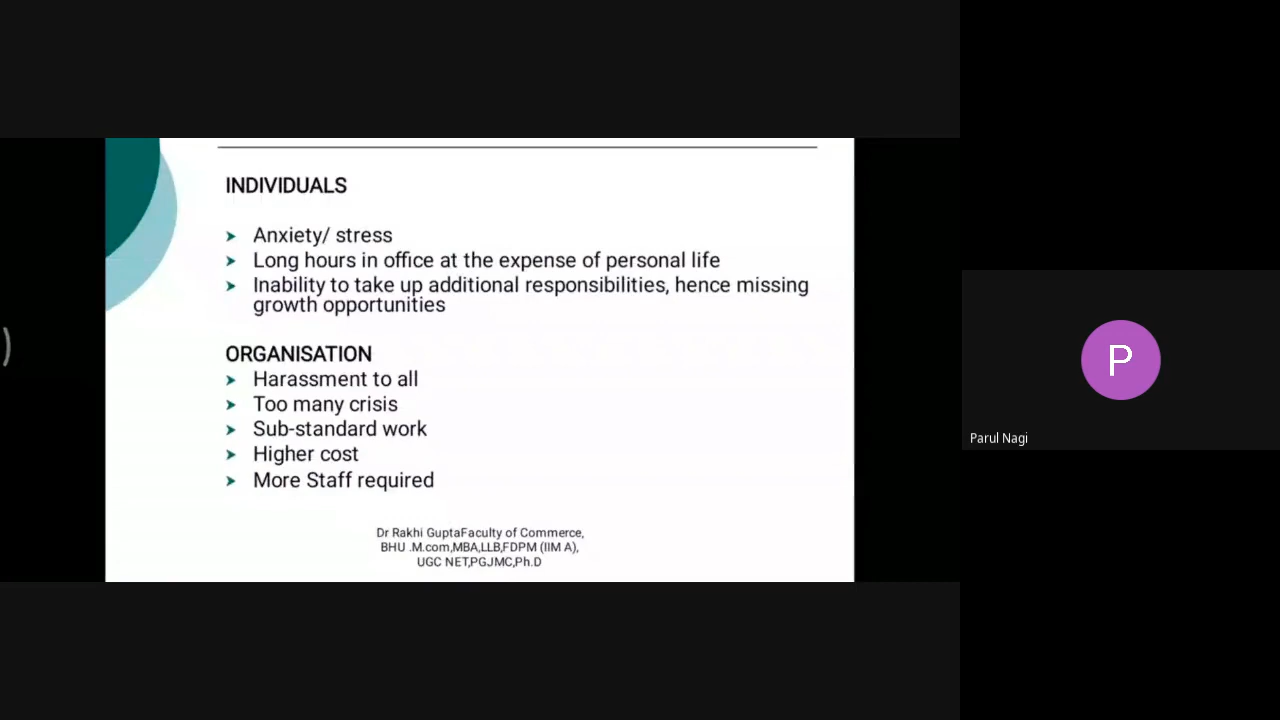 INDIVIDUALS
Anxiety/ stress
Long hours in office at the expense of personal life
Inability to take up additional responsibilities, hence missing
growth opportunities
ORGANISATION
Harassment to all
Too many crisis
Sub-standard work
Higher cost
More Staff required
Dr Rakhi GuptaFaculty of Commerce,
BHU .M.com,MBA,LLB,FDPM (IIM A),
UGC NET,PGJMC,Ph.D
P
Parul Nagi